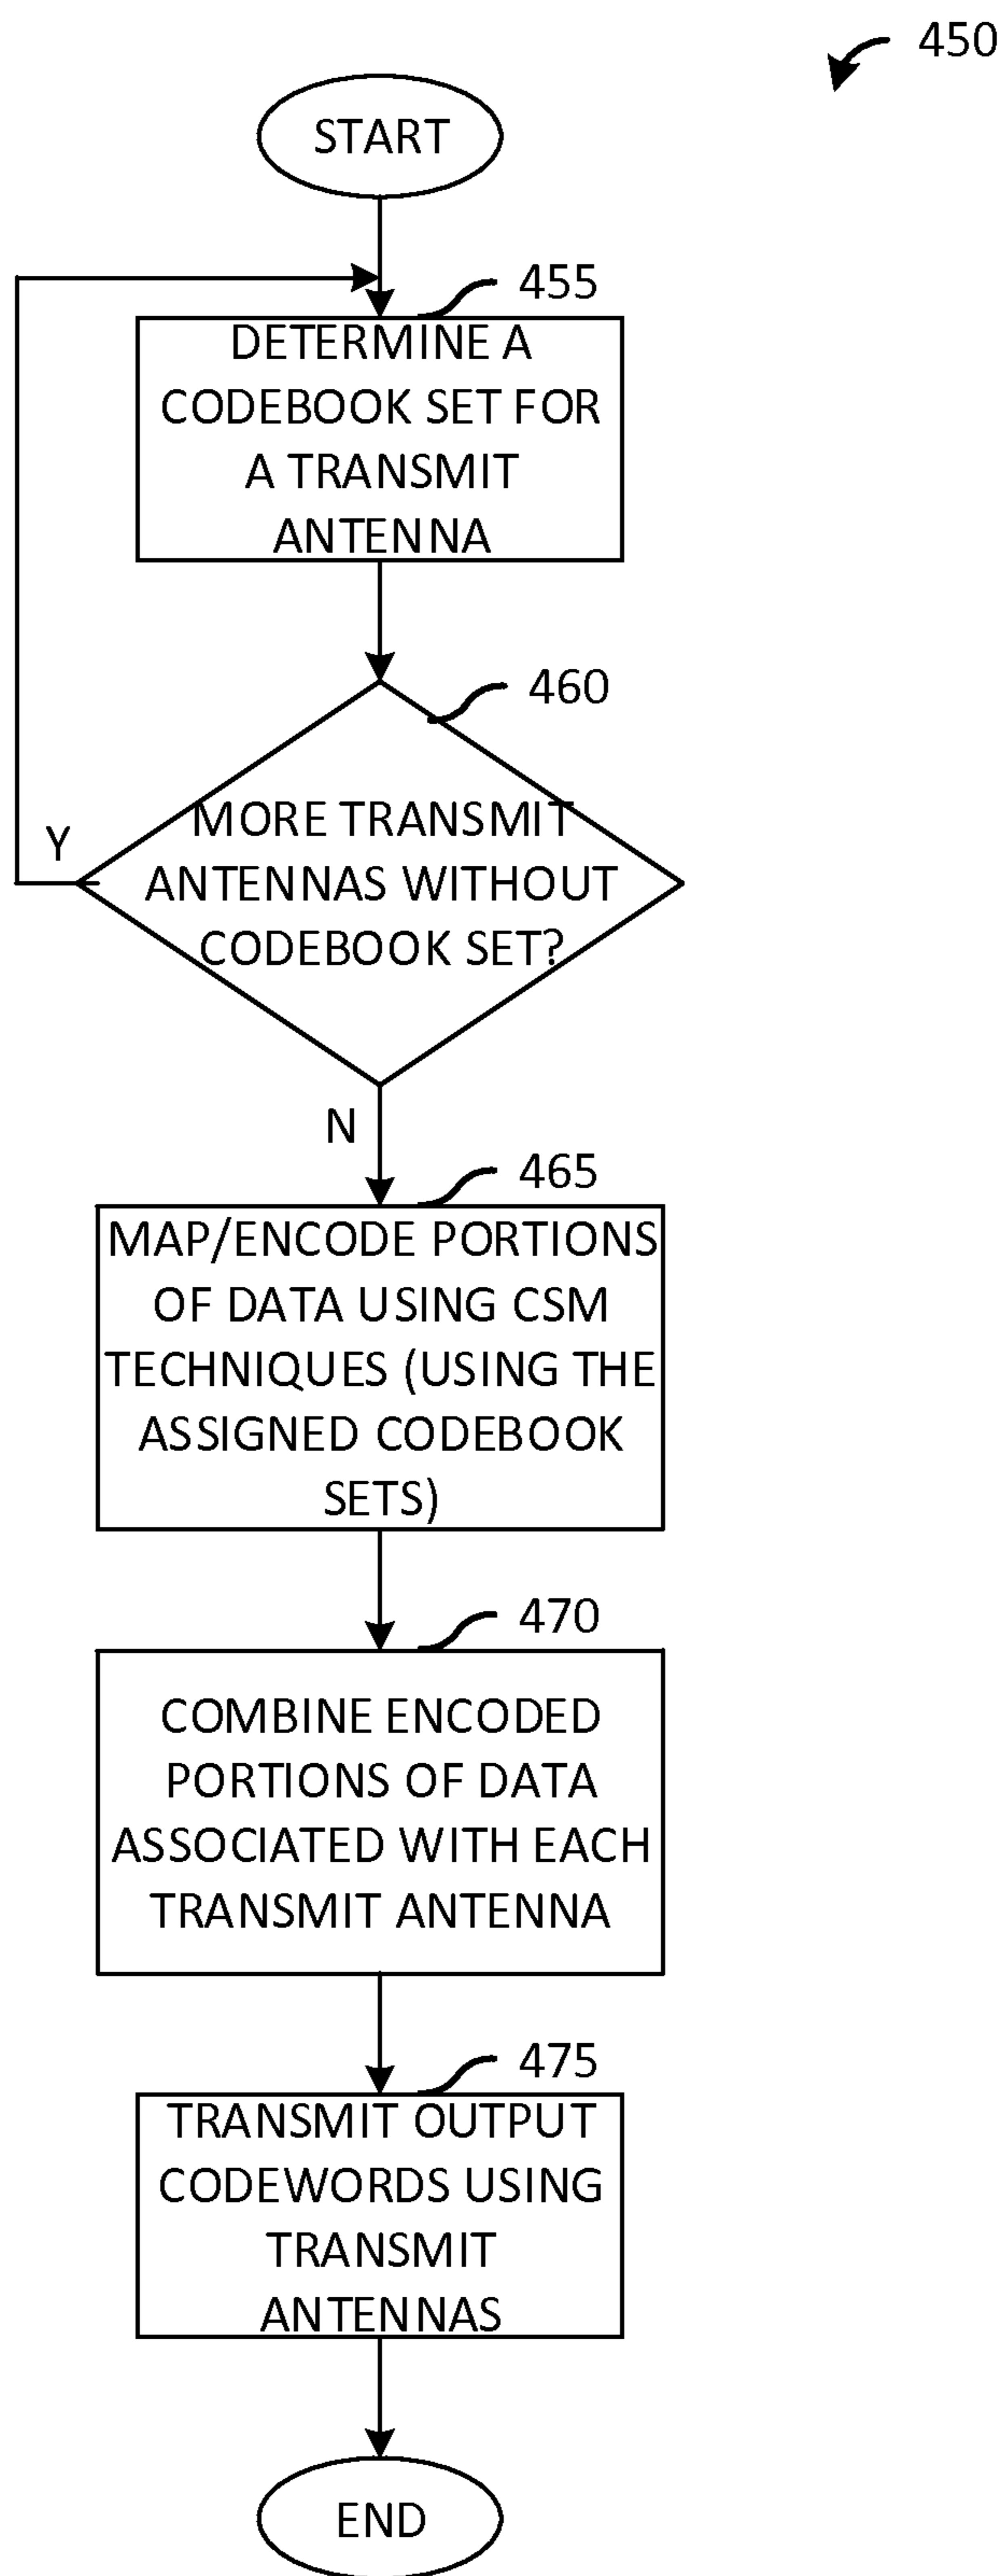 450
START
455
DETERMINE A
CODEBOOK SET FOR
A TRANSMIT
ANTENNA
460
MORE TRANSMIT
ANTENNAS WITHOUT
CODEBOOK SET?
Y
N
465
MAP/ENCODE PORTIONS
OF DATA USING CSM
TECHNIQUES (USING THE
ASSIGNED CODEBOOK
SETS)
470
COMBINE ENCODED
PORTIONS OF DATA
ASSOCIATED WITH EACH
TRANSMIT ANTENNA
475
TRANSMIT OUTPUT
CODEWORDS USING
TRANSMIT
ANTENNAS
END